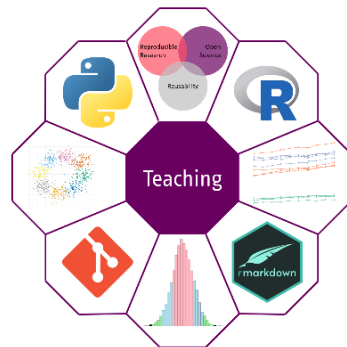 Reproducible
Research
Open
Science
Reusability
R
Teaching
rmarkdown